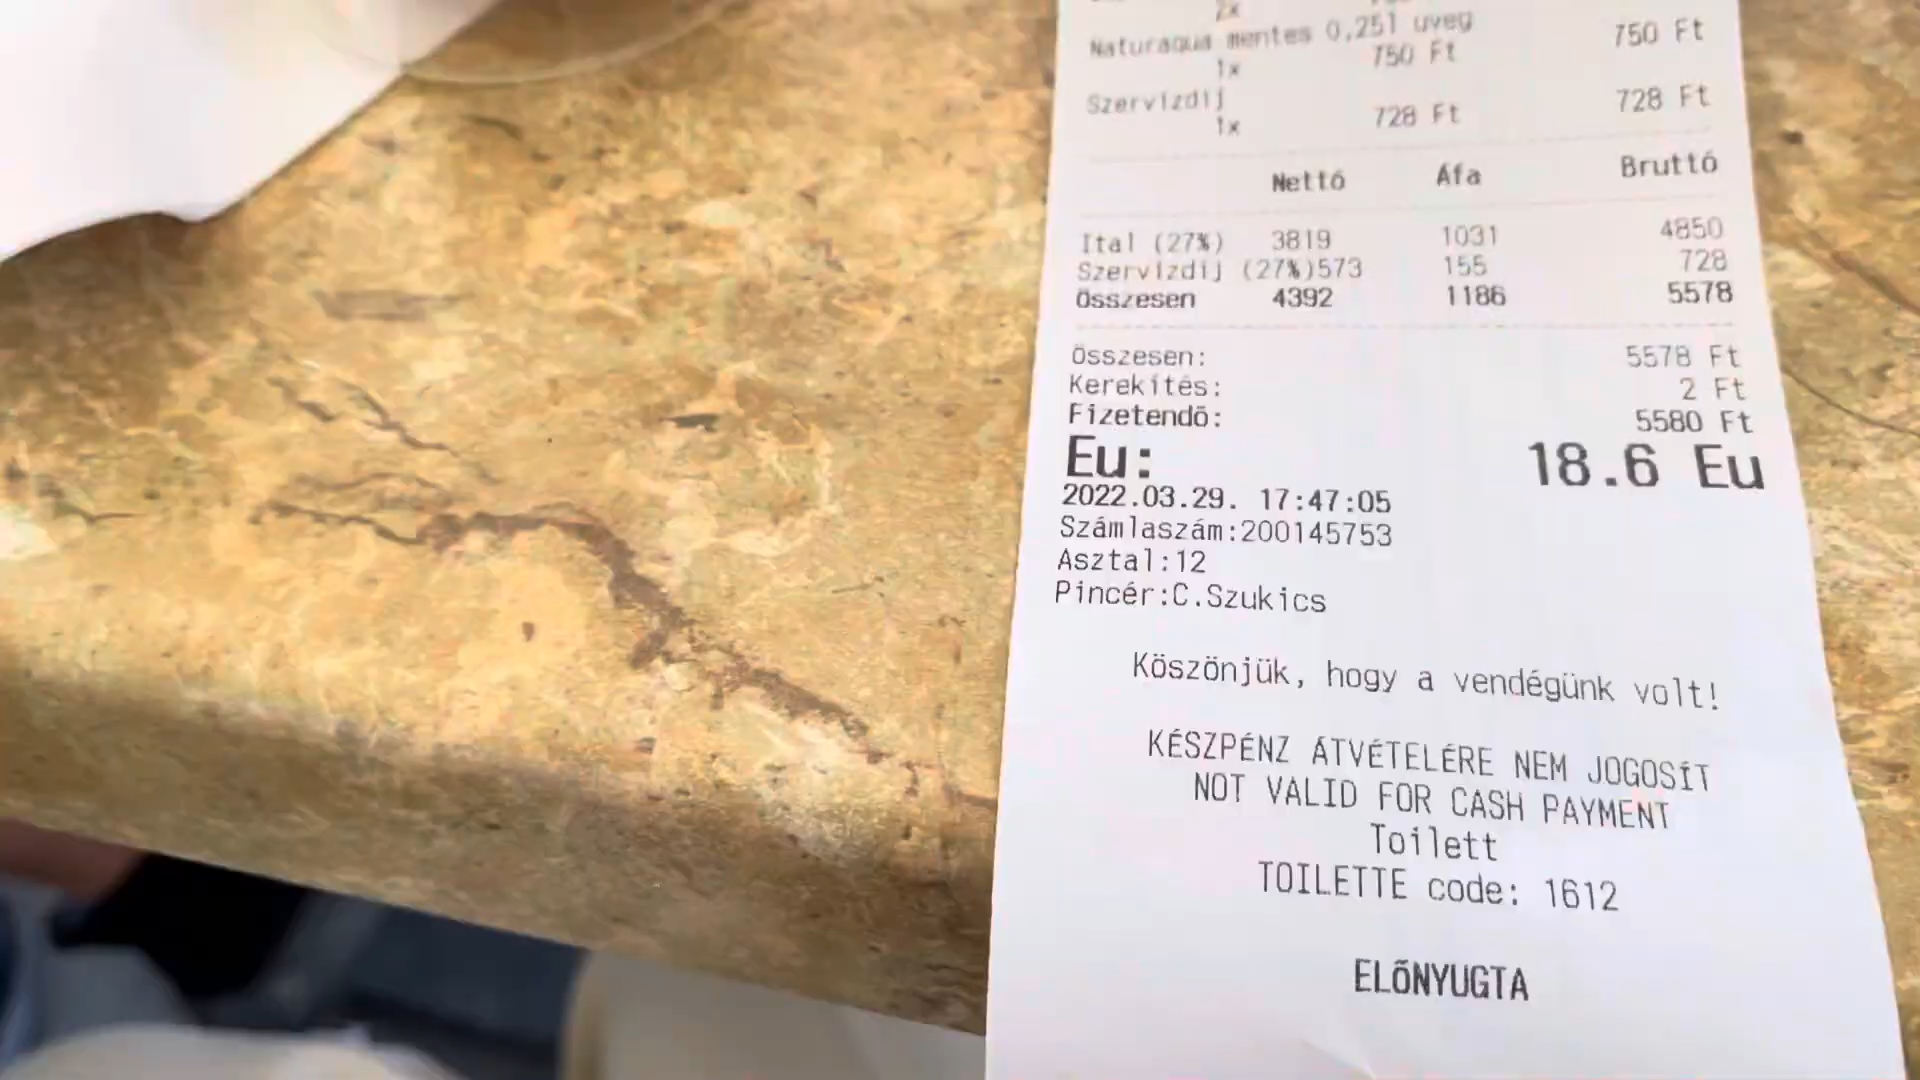 2x
Naturaqua mentes 0,25l üveg 750 Ft
1x 750 Ft
Szervizdíj 728 Ft
1x 728 Ft
Nettó Áfa Bruttó
Ital (27%) 3819 1031 4850
Szervizdíj (27%)573 155 728
Összesen 4392 1186 5578
Összesen: 5578 Ft
Kerekítés: 2 Ft
Fizetendõ: 5580 Ft
Eu: 18.6 Eu
2022.03.29. 17:47:05
Számlaszám:200145753
Asztal:12
Pincér:C.Szukics
Köszönjük, hogy a vendégünk volt!
KÉSZPÉNZ ÁTVÉTELÉRE NEM JOGOSÍT
NOT VALID FOR CASH PAYMENT
Toilett
TOILETTE code: 1612
ELÕNYUGTA